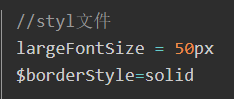 //styl文件
largeFontSize = 50px
$borderStyle=solid